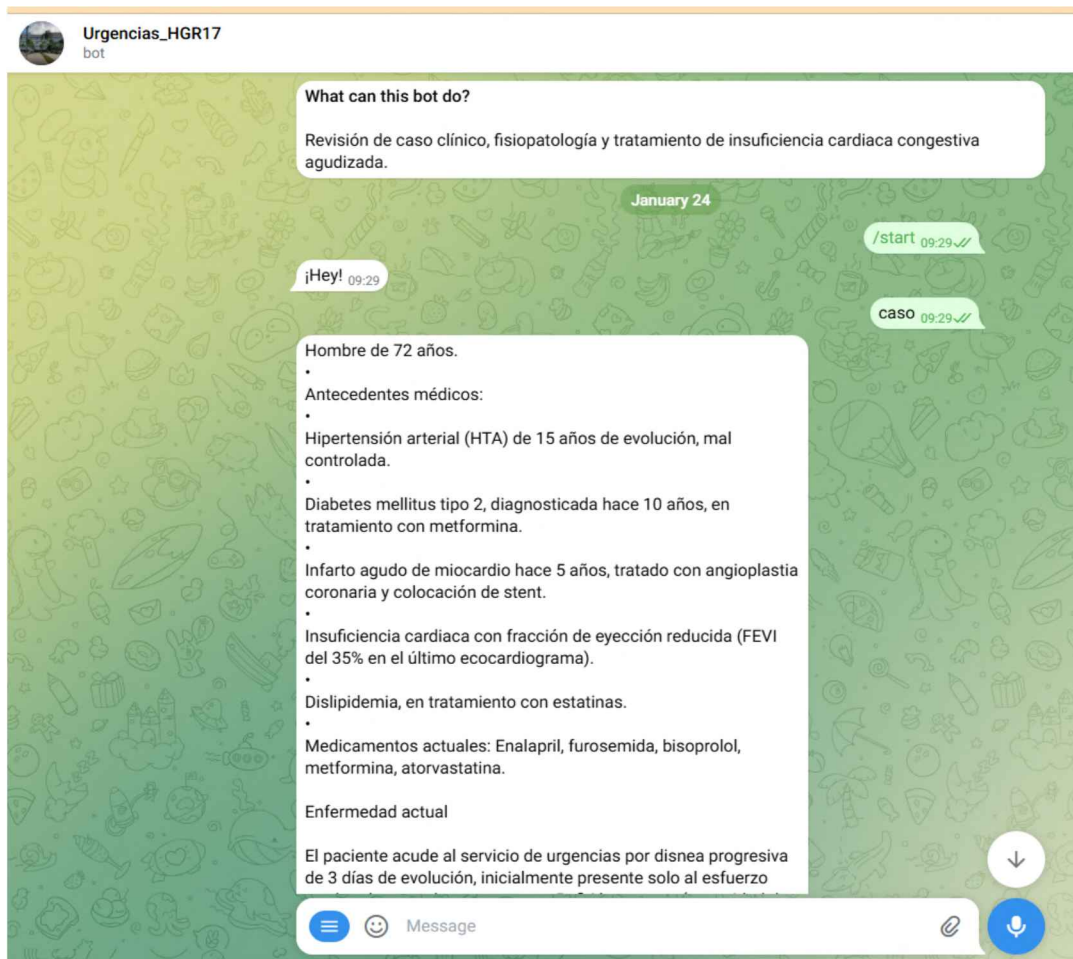 Urgencias_HGR17
bot
What can this bot do?
Revisión de caso clínico, fisiopatología y tratamiento de insuficiencia cardiaca congestiva
agudizada.
January 24
/start 09:29
¡Hey! 09:29
caso 09:29
Hombre de 72 años.
•
Antecedentes médicos:
•
Hipertensión arterial (HTA) de 15 años de evolución, mal
controlada.
•
Diabetes mellitus tipo 2, diagnosticada hace 10 años, en
tratamiento con metformina.
•
Infarto agudo de miocardio hace 5 años, tratado con angioplastia
coronaria y colocación de stent.
•
Insuficiencia cardiaca con fracción de eyección reducida (FEVI
del 35% en el último ecocardiograma).
•
Dislipidemia, en tratamiento con estatinas.
•
Medicamentos actuales: Enalapril, furosemida, bisoprolol,
metformina, atorvastatina.
Enfermedad actual
El paciente acude al servicio de urgencias por disnea progresiva
de 3 días de evolución, inicialmente presente solo al esfuerzo
Message